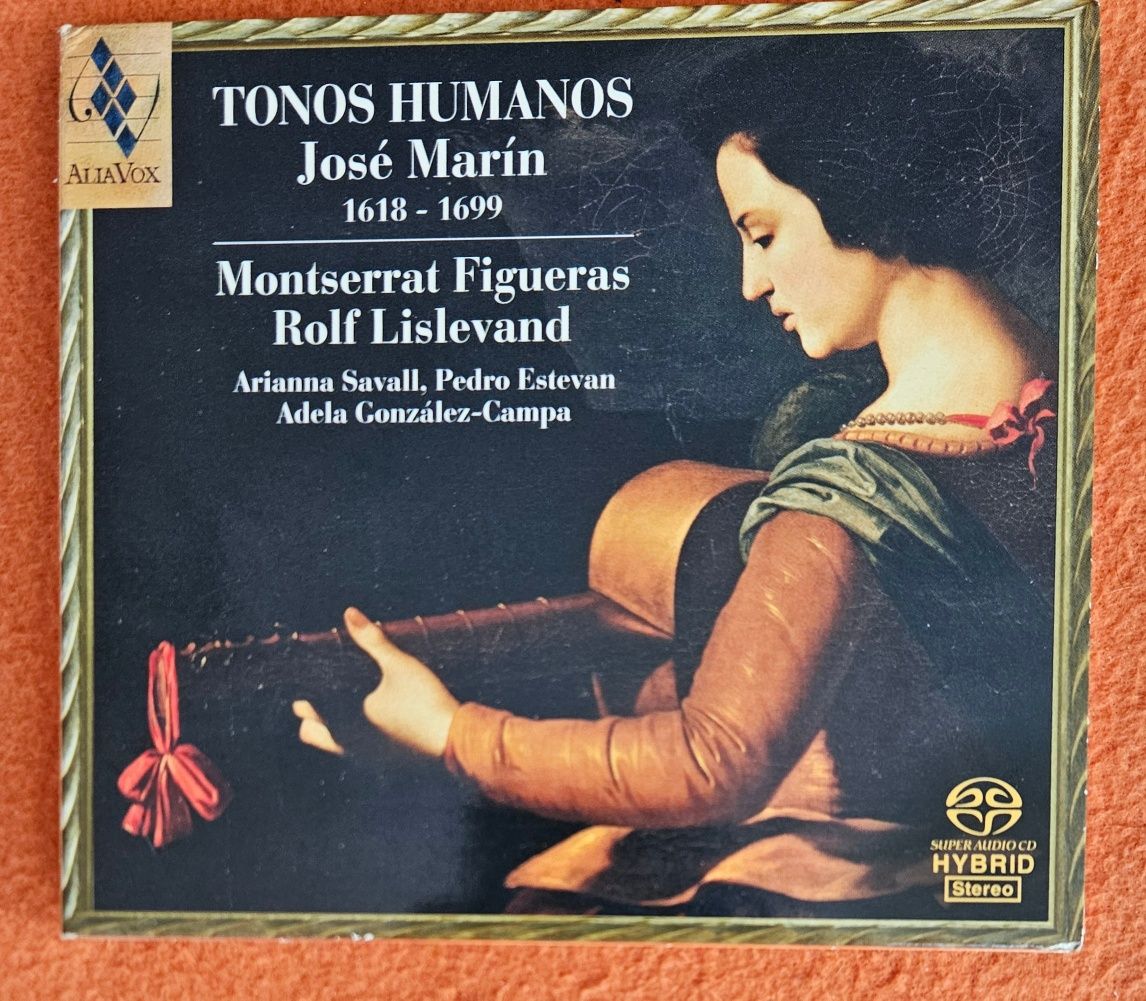 ALIAVOX
TONOS HUMANOS
José Marín
1618 - 1699
Montserrat Figueras
Rolf Lislevand
Arianna Savall, Pedro Estevan
Adela González-Campa
SUPER AUDIO CD
HYBRID
Stereo